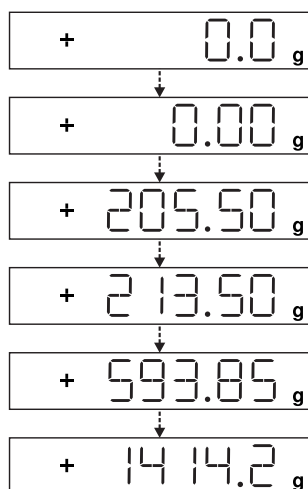 + 0.0 g
+ 0.00 g
+ 205.50 g
+ 213.50 g
+ 593.85 g
+ 1414.2 g